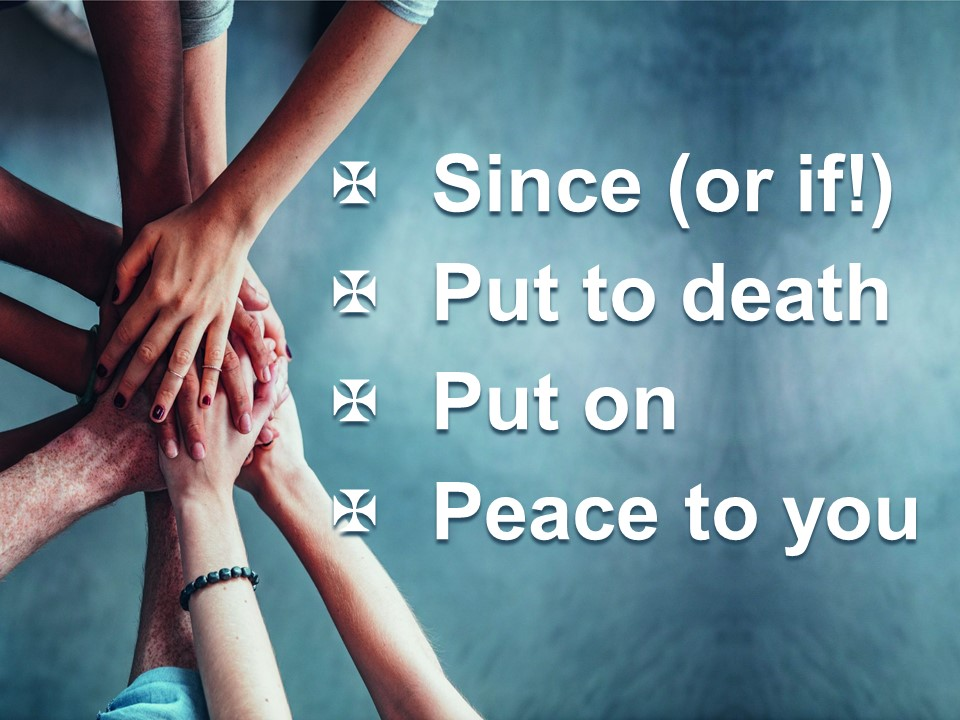 ✠ Since (or if!)
✠ Put to death
✠ Put on
✠ Peace to you